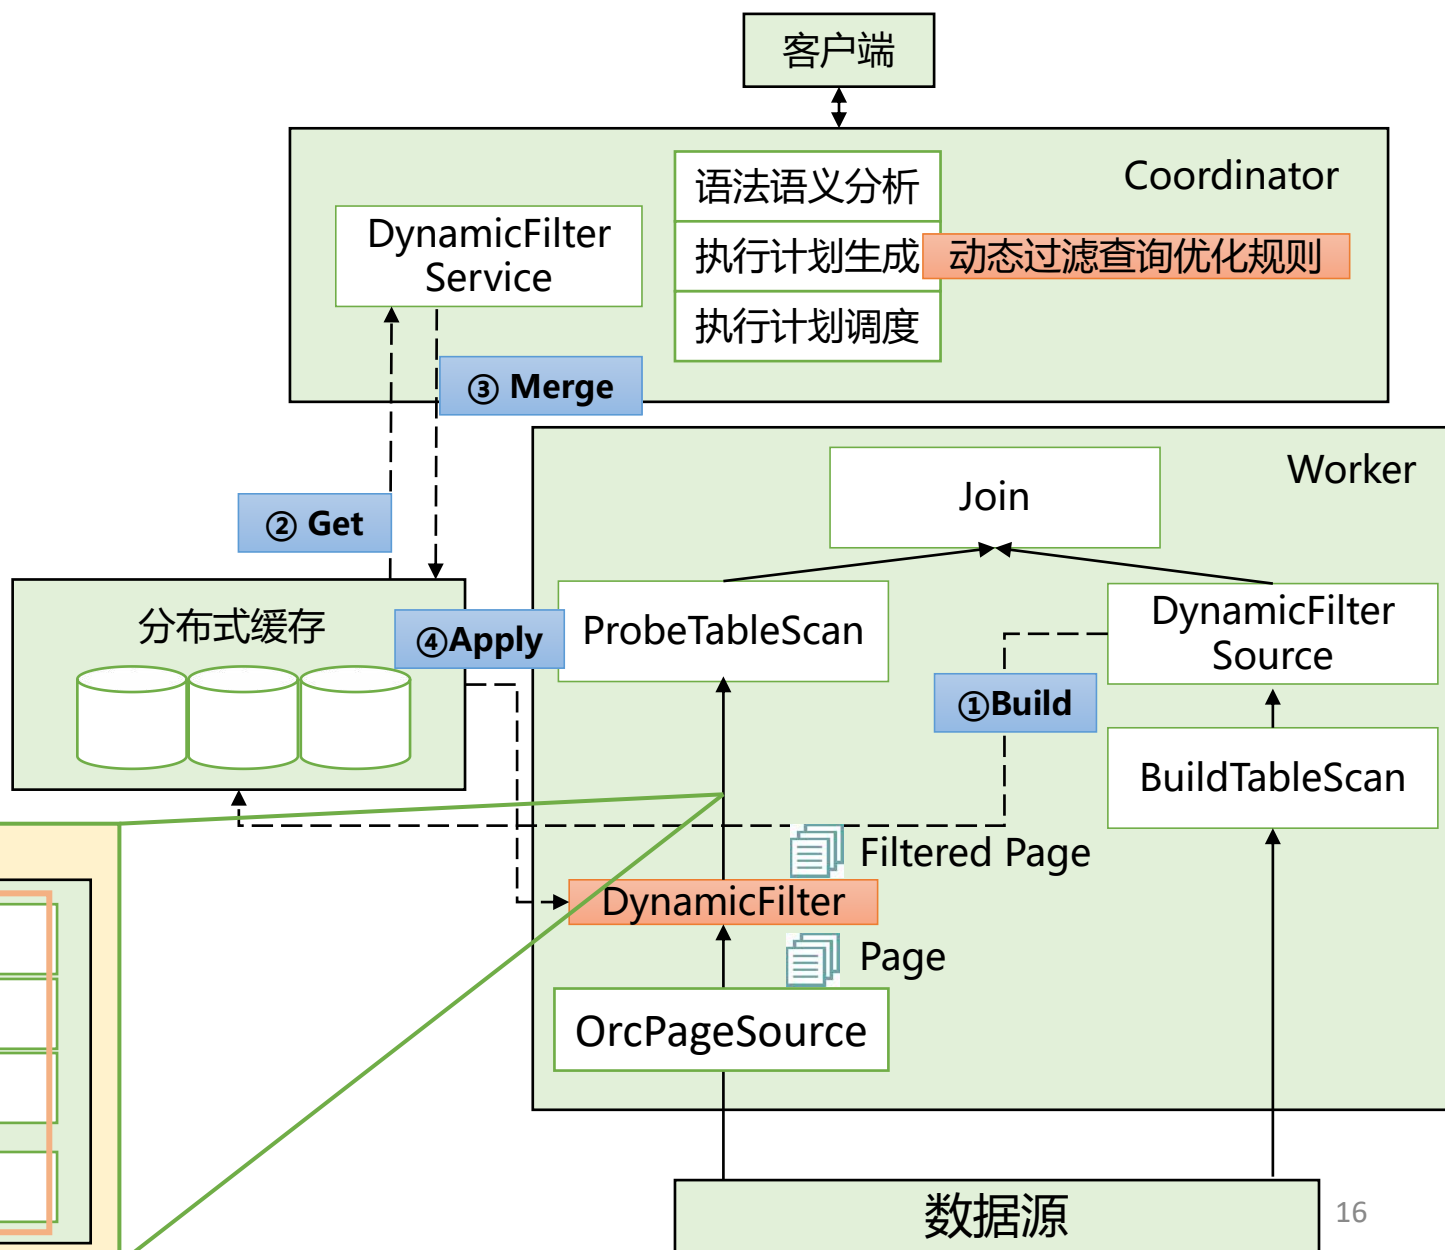 客户端
Coordinator
语法语义分析
DynamicFilter
Service
执行计划生成
动态过滤查询优化规则
执行计划调度
③ Merge
Worker
Join
② Get
分布式缓存
④Apply
ProbeTableScan
DynamicFilter
Source
①Build
BuildTableScan
Filtered Page
DynamicFilter
Page
OrcPageSource
数据源
16